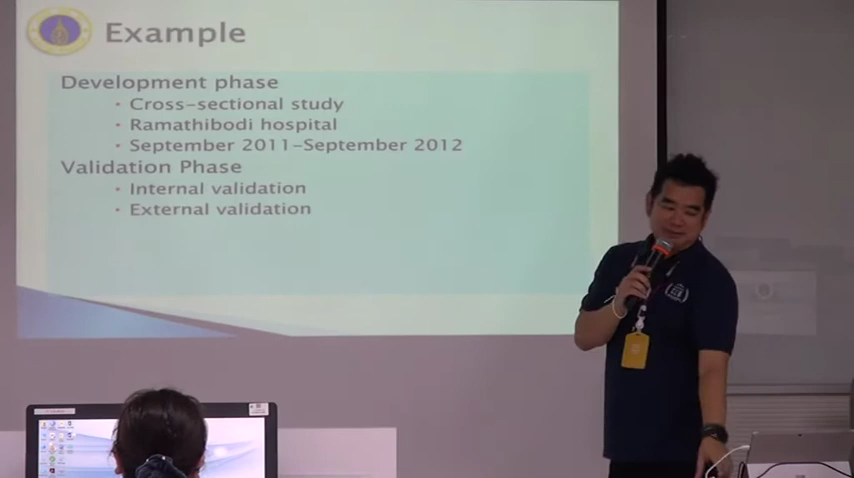 Example
Development phase
• Cross-sectional study
• Ramathibodi hospital
• September 2011-September 2012
Validation Phase
• Internal validation
• External validation